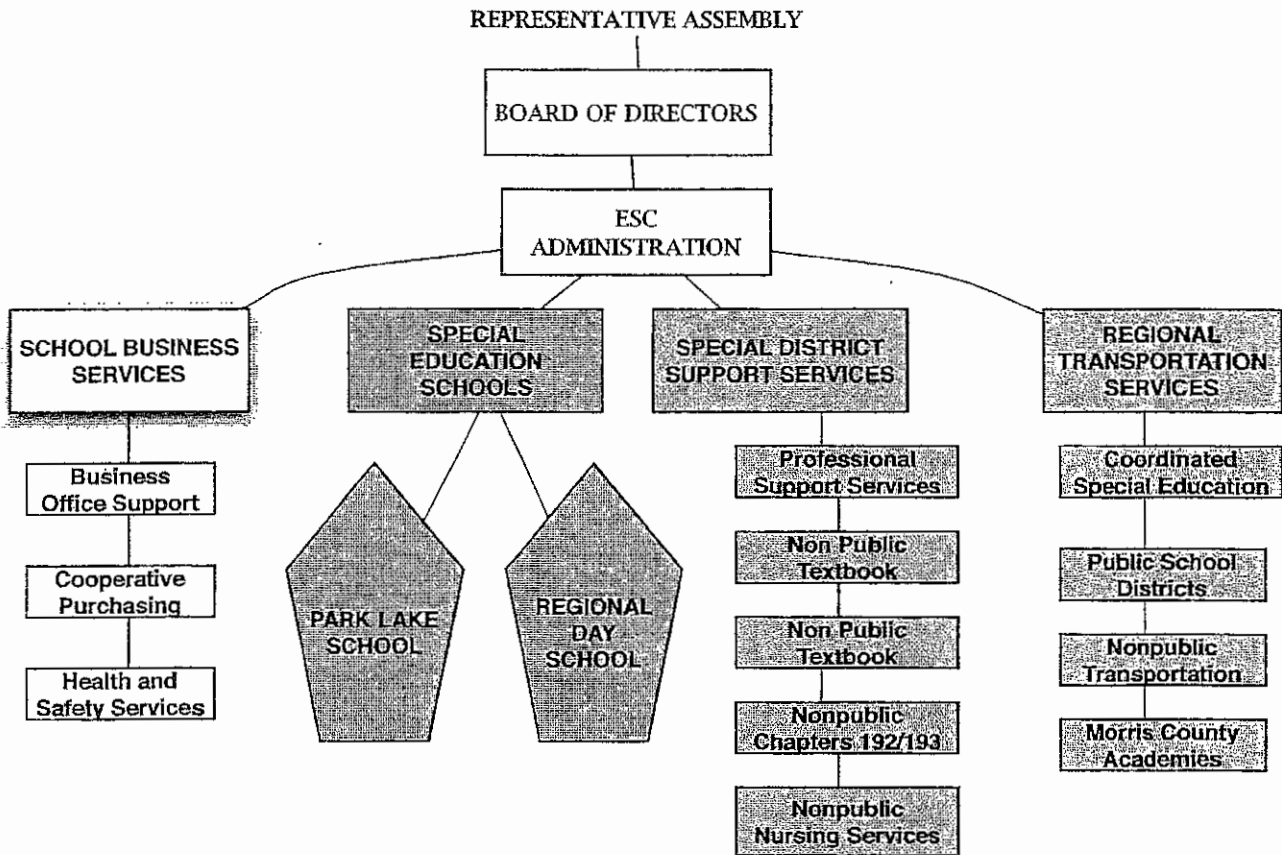 REPRESENTATIVE ASSEMBLY
BOARD OF DIRECTORS
ESC
ADMINISTRATION
SCHOOL BUSINESS
SERVICES
Business
Office Support
Cooperative
Purchasing
Health and
Safety Services
SPECIAL
EDUCATION
SCHOOLS
PARK LAKE
SCHOOL
REGIONAL
DAY
SCHOOL
SPECIAL DISTRICT
SUPPORT SERVICES
Professional
Support Services
Non Public
Textbook
Non Public
Textbook
Nonpublic
Chapters 192/193
Nonpublic
Nursing Services
REGIONAL
TRANSPORTATION
SERVICES
Coordinated
Special Education
Public School
Districts
Nonpublic
Transportation
Morris County
Academies